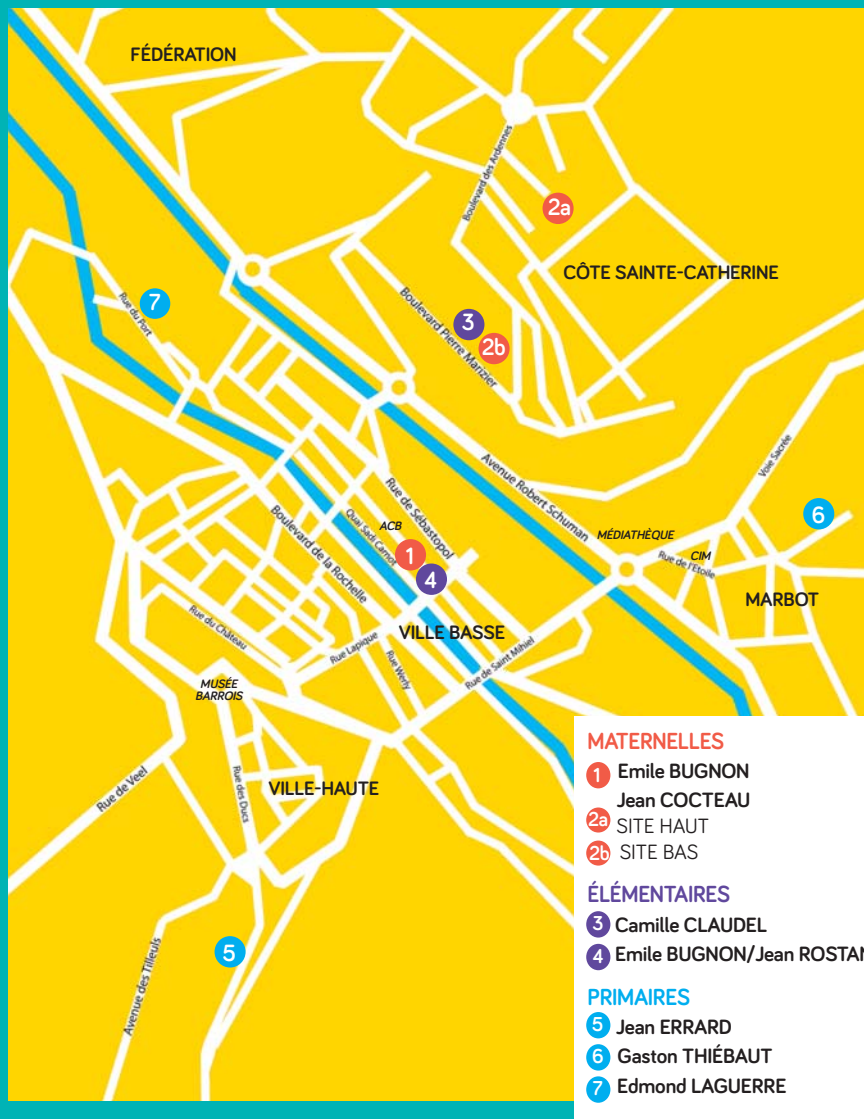 FÉDÉRATION
Boulevard des Ardennes
2a
CÔTE SAINTE-CATHERINE
7
Rue du Port
Boulevard Pierre Marizier
3
2b
Avenue Robert Schuman
Voie Sacrée
6
Rue de Sébastopol
Quai Sadi Carnot
ACB
1
4
MÉDIATHÈQUE
CIM
Rue de l'Etoile
MARBOT
Boulevard de la Rochelle
VILLE BASSE
Rue du Château
Rue Lapique
Rue Werly
Rue de Saint Mihiel
MUSÉE
BARROIS
Rue de Veel
Rue des Ducs
VILLE-HAUTE
5
Avenue des Tilleuls
MATERNELLES
1 Emile BUGNON
Jean COCTEAU
2a SITE HAUT
2b SITE BAS
ÉLÉMENTAIRES
3 Camille CLAUDEL
4 Emile BUGNON/Jean ROSTAN
PRIMAIRES
5 Jean ERRARD
6 Gaston THIÉBAUT
7 Edmond LAGUERRE